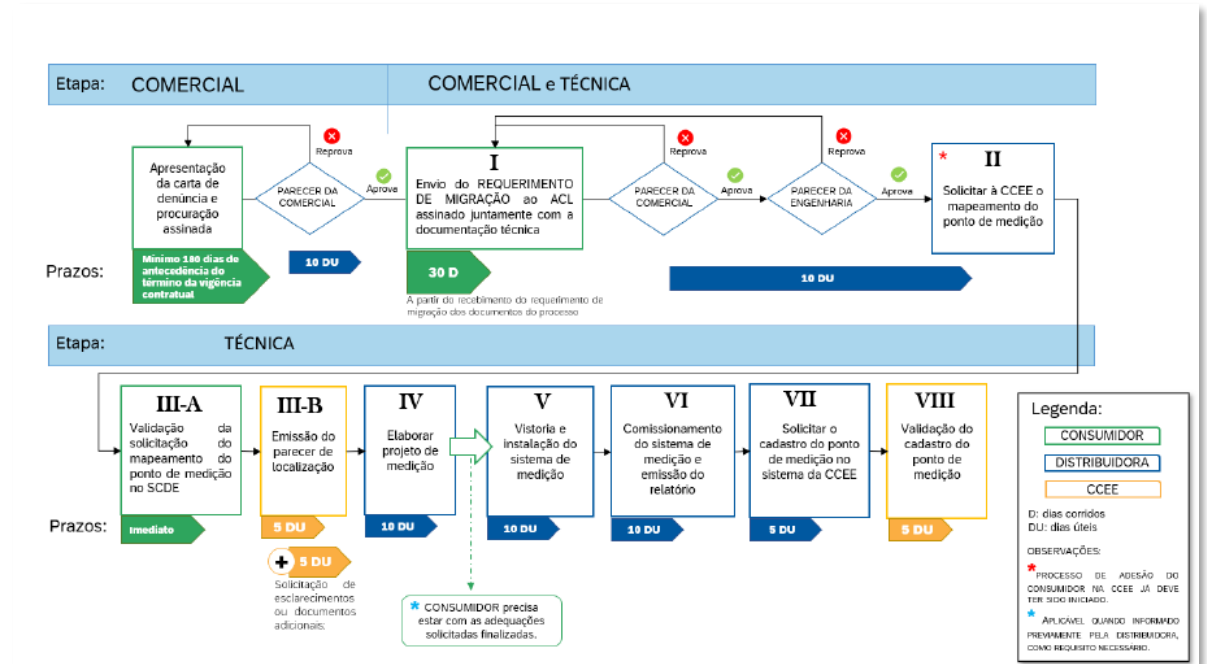 Etapa: COMERCIAL
COMERCIAL e TÉCNICA
Apresentação
da carta de
denúncia e
procuração
assinada
Reprova
PARECER DA
COMERCIAL
Aprova
I
Envio do REQUERIMENTO
DE MIGRAÇÃO ao ACL
assinado juntamente com a
documentação técnica
Reprova
PARECER DA
COMERCIAL
Aprova
Reprova
PARECER DA
ENGENHARIA
Aprova
* II
Solicitar à CCEE o
mapeamento do
ponto de medição
Prazos:
Mínimo 180 dias de
antecedência do
término da vigência
contratual
10 DU
30 D
A partir do recebimento do requerimento de
migração dos documentos do processo
10 DU
Etapa: TÉCNICA
III-A
Validação da
solicitação do
mapeamento do
ponto de medição
no SCDE
III-B
Emissão do
parecer de
localização
IV
Elaborar
projeto de
medição
V
Vistoria e
instalação do
sistema de
medição
VI
Comissionamento
do sistema de
medição e
emissão do
relatório
VII
Solicitar o
cadastro do ponto
de medição no
sistema da CCEE
VIII
Validação do
cadastro do
ponto de
medição
Prazos:
Imediato
5 DU
10 DU
10 DU
10 DU
5 DU
5 DU
+ 5 DU
Solicitação de
esclarecimentos
ou documentos
adicionais.
* CONSUMIDOR precisa
estar com as adequações
solicitadas finalizadas.
Legenda:
CONSUMIDOR
DISTRIBUIDORA
CCEE
D: dias corridos
DU: dias úteis
OBSERVAÇÕES:
*PROCESSO DE ADESÃO DO
CONSUMIDOR NA CCEE JÁ DEVE
TER SIDO INICIADO.
* APLICÁVEL QUANDO INFORMADO
PREVIAMENTE PELA DISTRIBUIDORA,
COMO REQUISITO NECESSÁRIO.